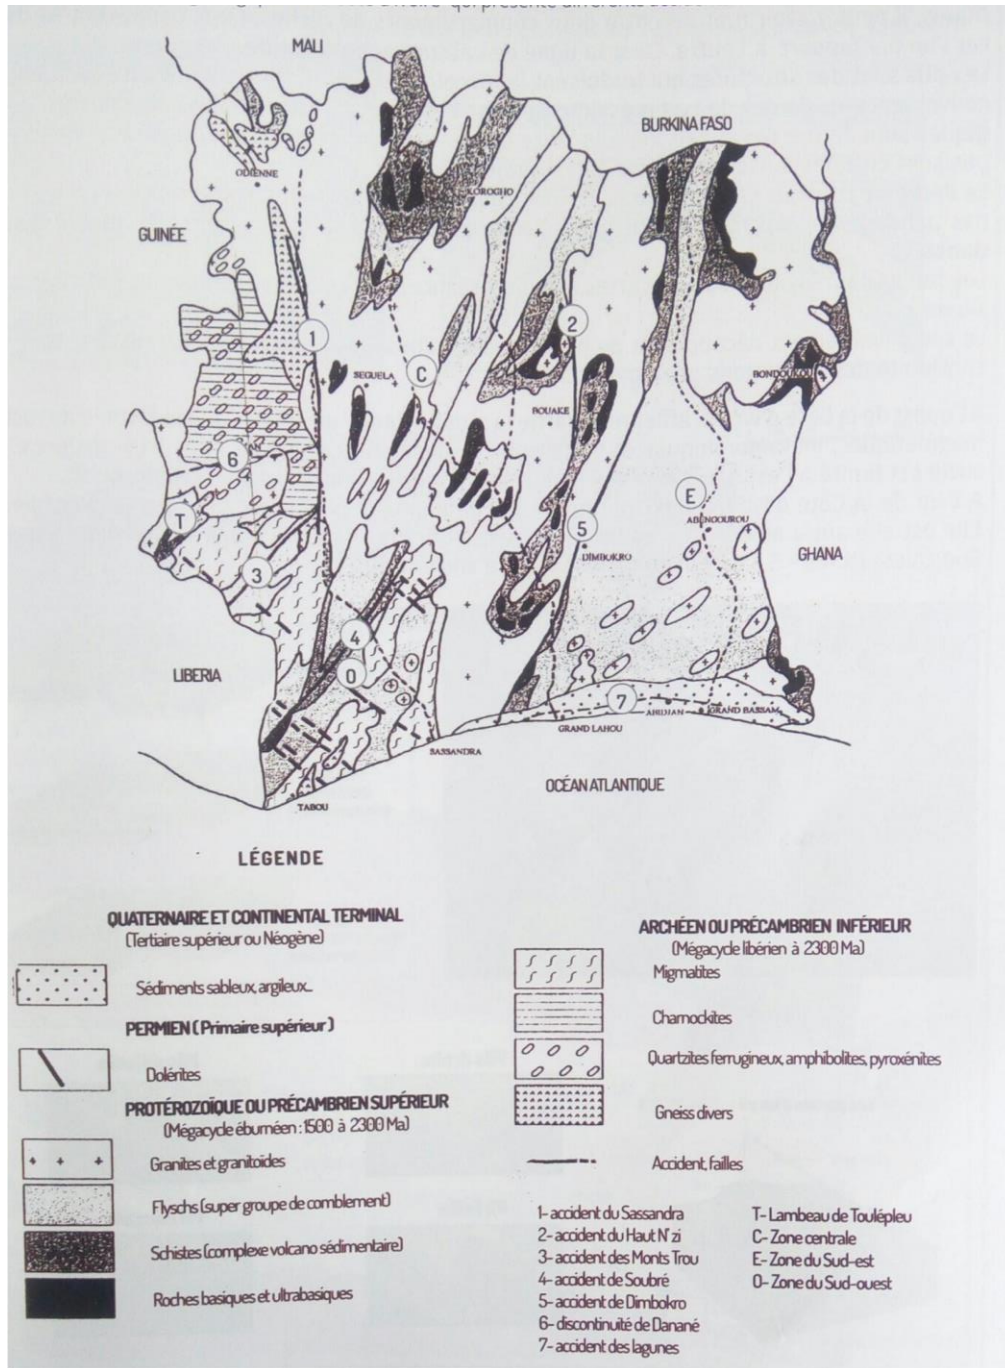 qui présente différents
MALI
BURKINA FASO
ODIENNE
KOROGHO
GUINÉE
1
2
SEGUELA
C
BONDOUKOU
BOUAKE
6
E
T
ABENGOUROU
5
DIMBOKRO
GHANA
3
4
LIBERIA
O
7
ABIDJAN
GRAND BASSAM
GRAND LAHOU
SASSANDRA
OCÉAN ATLANTIQUE
TABOU
LÉGENDE
QUATERNAIRE ET CONTINENTAL TERMINAL
(Tertiaire supérieur ou Néogène)
Sédiments sableux, argileux...
PERMIEN ( Primaire supérieur )
Dolérites
PROTÉROZOÏQUE OU PRÉCAMBRIEN SUPÉRIEUR
(Mégacycle éburnéen : 1500 à 2300 Ma)
Granites et granitoïdes
Flyschs (super groupe de comblement)
Schistes (complexe volcano sédimentaire)
Roches basiques et ultrabasiques
ARCHÉEN OU PRÉCAMBRIEN INFÉRIEUR
(Mégacycle libérien à 2300 Ma)
Migmatites
Charnockites
Quartzites ferrugineux, amphibolites, pyroxénites
Gneiss divers
Accident, failles
1- accident du Sassandra
2- accident du Haut N'zi
3- accident des Monts Trou
4- accident de Soubré
5- accident de Dimbokro
6- discontinuité de Danané
7- accident des lagunes
T- Lambeau de Toulépleu
C- Zone centrale
E- Zone du Sud-est
O- Zone du Sud-ouest